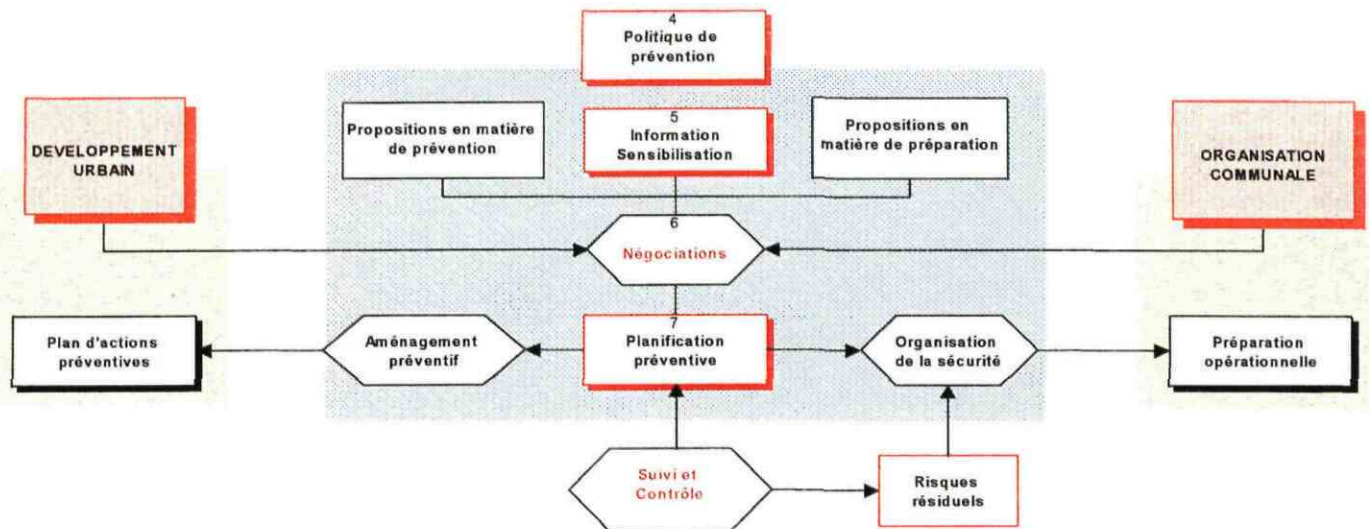 4
Politique de
prévention
DEVELOPPEMENT
URBAIN
Propositions en matière
de prévention
5
Information
Sensibilisation
Propositions en
matière de préparation
ORGANISATION
COMMUNALE
6
Négociations
Plan d'actions
préventives
Aménagement
préventif
7
Planification
préventive
Organisation
de la sécurité
Préparation
opérationnelle
Suivi et
Contrôle
Risques
résiduels